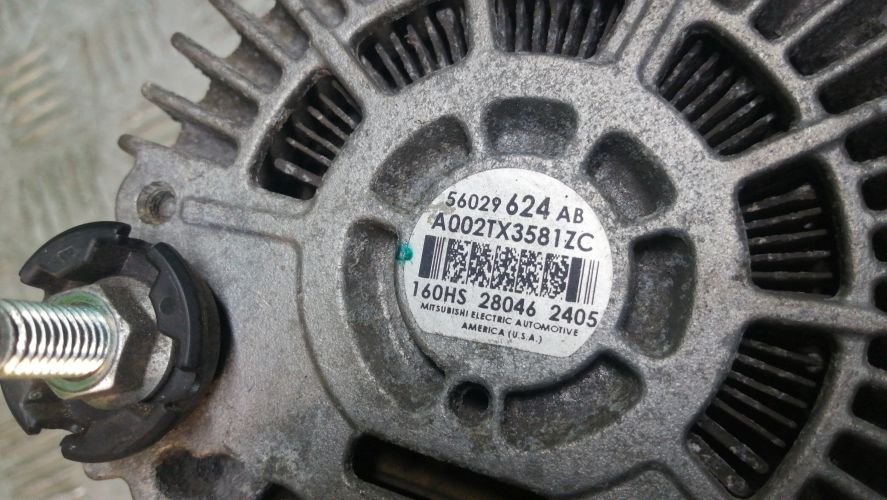 56029 624 AB
A002TX3581ZC
160HS 28046 2405
MITSUBISHI ELECTRIC AUTOMOTIVE
AMERICA (U.S.A.)